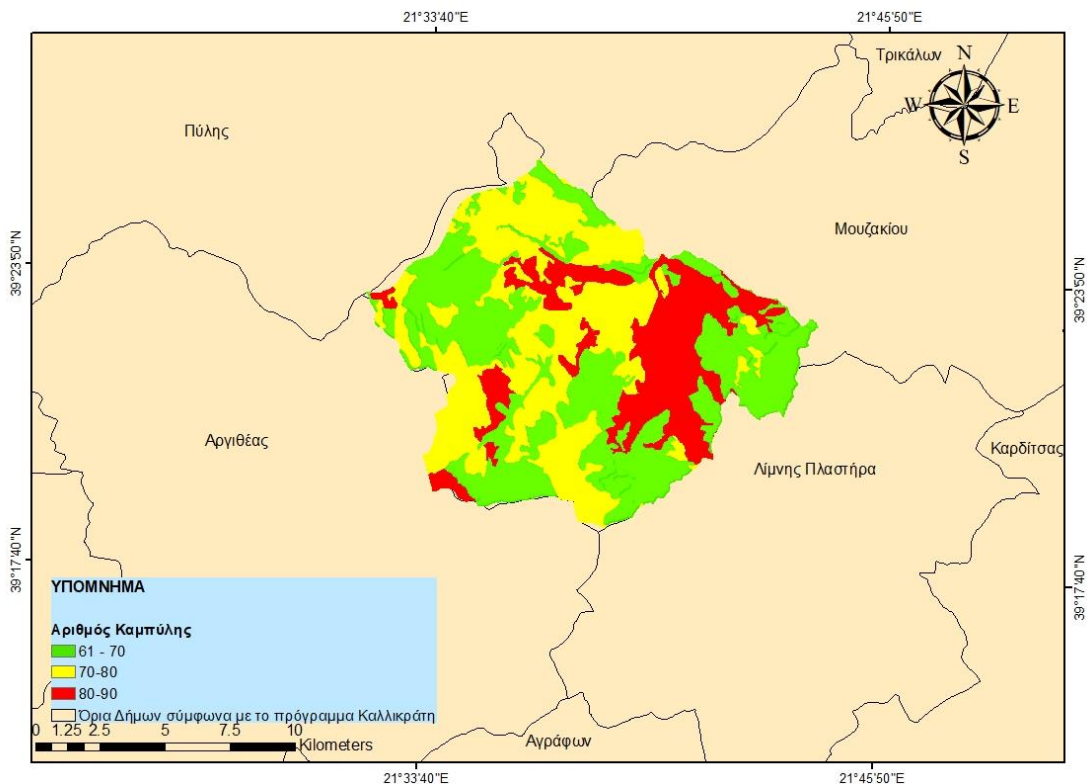 21°33'40"E
21°45'50"E
Τρικάλων
N
W
E
S
Πύλης
Μουζακίου
39°23'50"N
39°23'50"N
Αργιθέας
Καρδίτσας
Λίμνης Πλαστήρα
39°17'40"N
39°17'40"N
ΥΠΟΜΝΗΜΑ
Αριθμός Καμπύλης
61 - 70
70-80
80-90
Όρια Δήμων σύμφωνα με το πρόγραμμα Καλλικράτη
0 1.25 2.5 5 7.5 10
Kilometers
Αγράφων
21°33'40"E
21°45'50"E